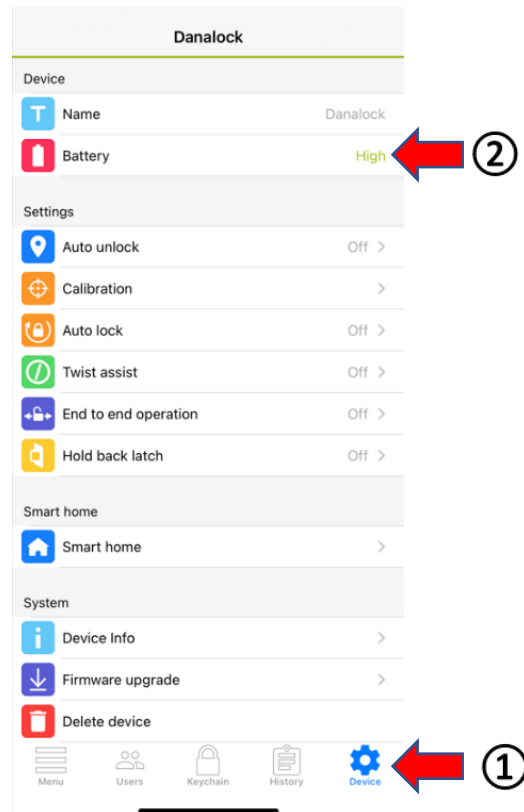 Danalock
Device
T Name Danalock
Battery High ②
Settings
Auto unlock Off >
Calibration >
Auto lock Off >
Twist assist Off >
End to end operation Off >
Hold back latch Off >
Smart home
Smart home >
System
i Device Info >
Firmware upgrade >
Delete device
Menu Users Keychain History Device ①